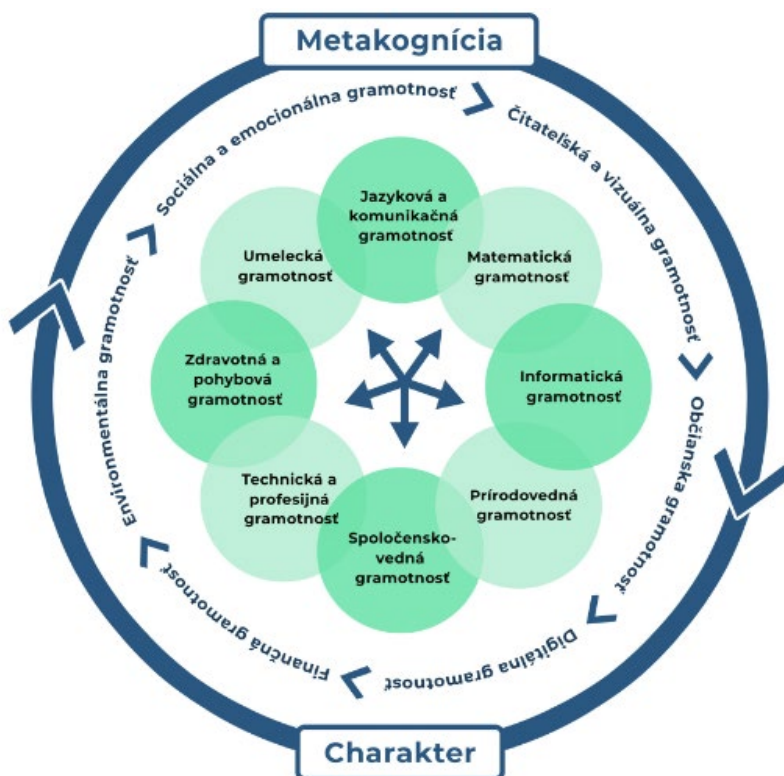 Metakognícia
Sociálna a emocionálna gramotnosť
Čitateľská a vizuálna gramotnosť
Občianska gramotnosť
Digitálna gramotnosť
Finančná gramotnosť
Environmentálna gramotnosť
Jazyková a
komunikačná
gramotnosť
Matematická
gramotnosť
Informatická
gramotnosť
Prírodovedná
gramotnosť
Spoločensko-
vedná
gramotnosť
Technická a
profesijná
gramotnosť
Zdravotná a
pohybová
gramotnosť
Umelecká
gramotnosť
Charakter